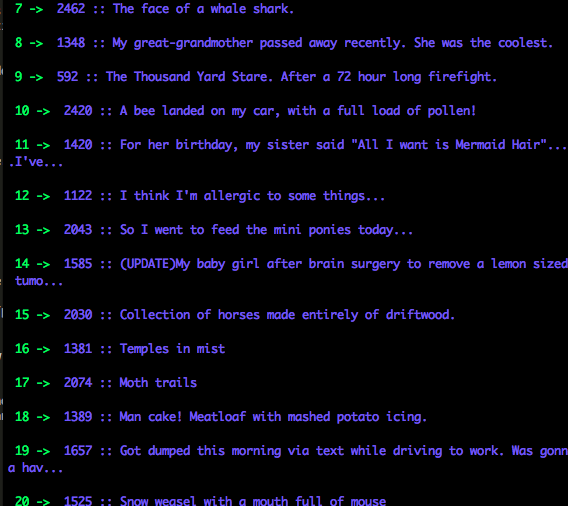 7 -> 2462 :: The face of a whale shark.
8 -> 1348 :: My great-grandmother passed away recently. She was the coolest.
9 -> 592 :: The Thousand Yard Stare. After a 72 hour long firefight.
10 -> 2420 :: A bee landed on my car, with a full load of pollen!
11 -> 1420 :: For her birthday, my sister said "All I want is Mermaid Hair"...
.I've...
12 -> 1122 :: I think I'm allergic to some things...
13 -> 2043 :: So I went to feed the mini ponies today...
14 -> 1585 :: (UPDATE)My baby girl after brain surgery to remove a lemon sized
tumo...
15 -> 2030 :: Collection of horses made entirely of driftwood.
16 -> 1381 :: Temples in mist
17 -> 2074 :: Moth trails
18 -> 1389 :: Man cake! Meatloaf with mashed potato icing.
19 -> 1657 :: Got dumped this morning via text while driving to work. Was gonn
a hav...
20 -> 1525 :: Snow weasel with a mouth full of mouse